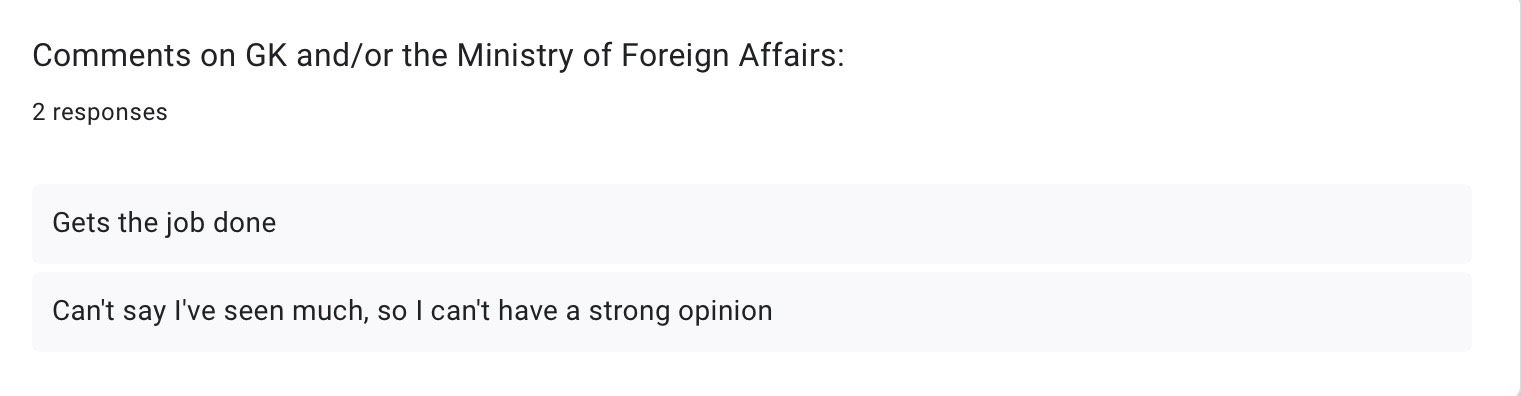 Comments on GK and/or the Ministry of Foreign Affairs:
2 responses
Gets the job done
Can't say I've seen much, so I can't have a strong opinion